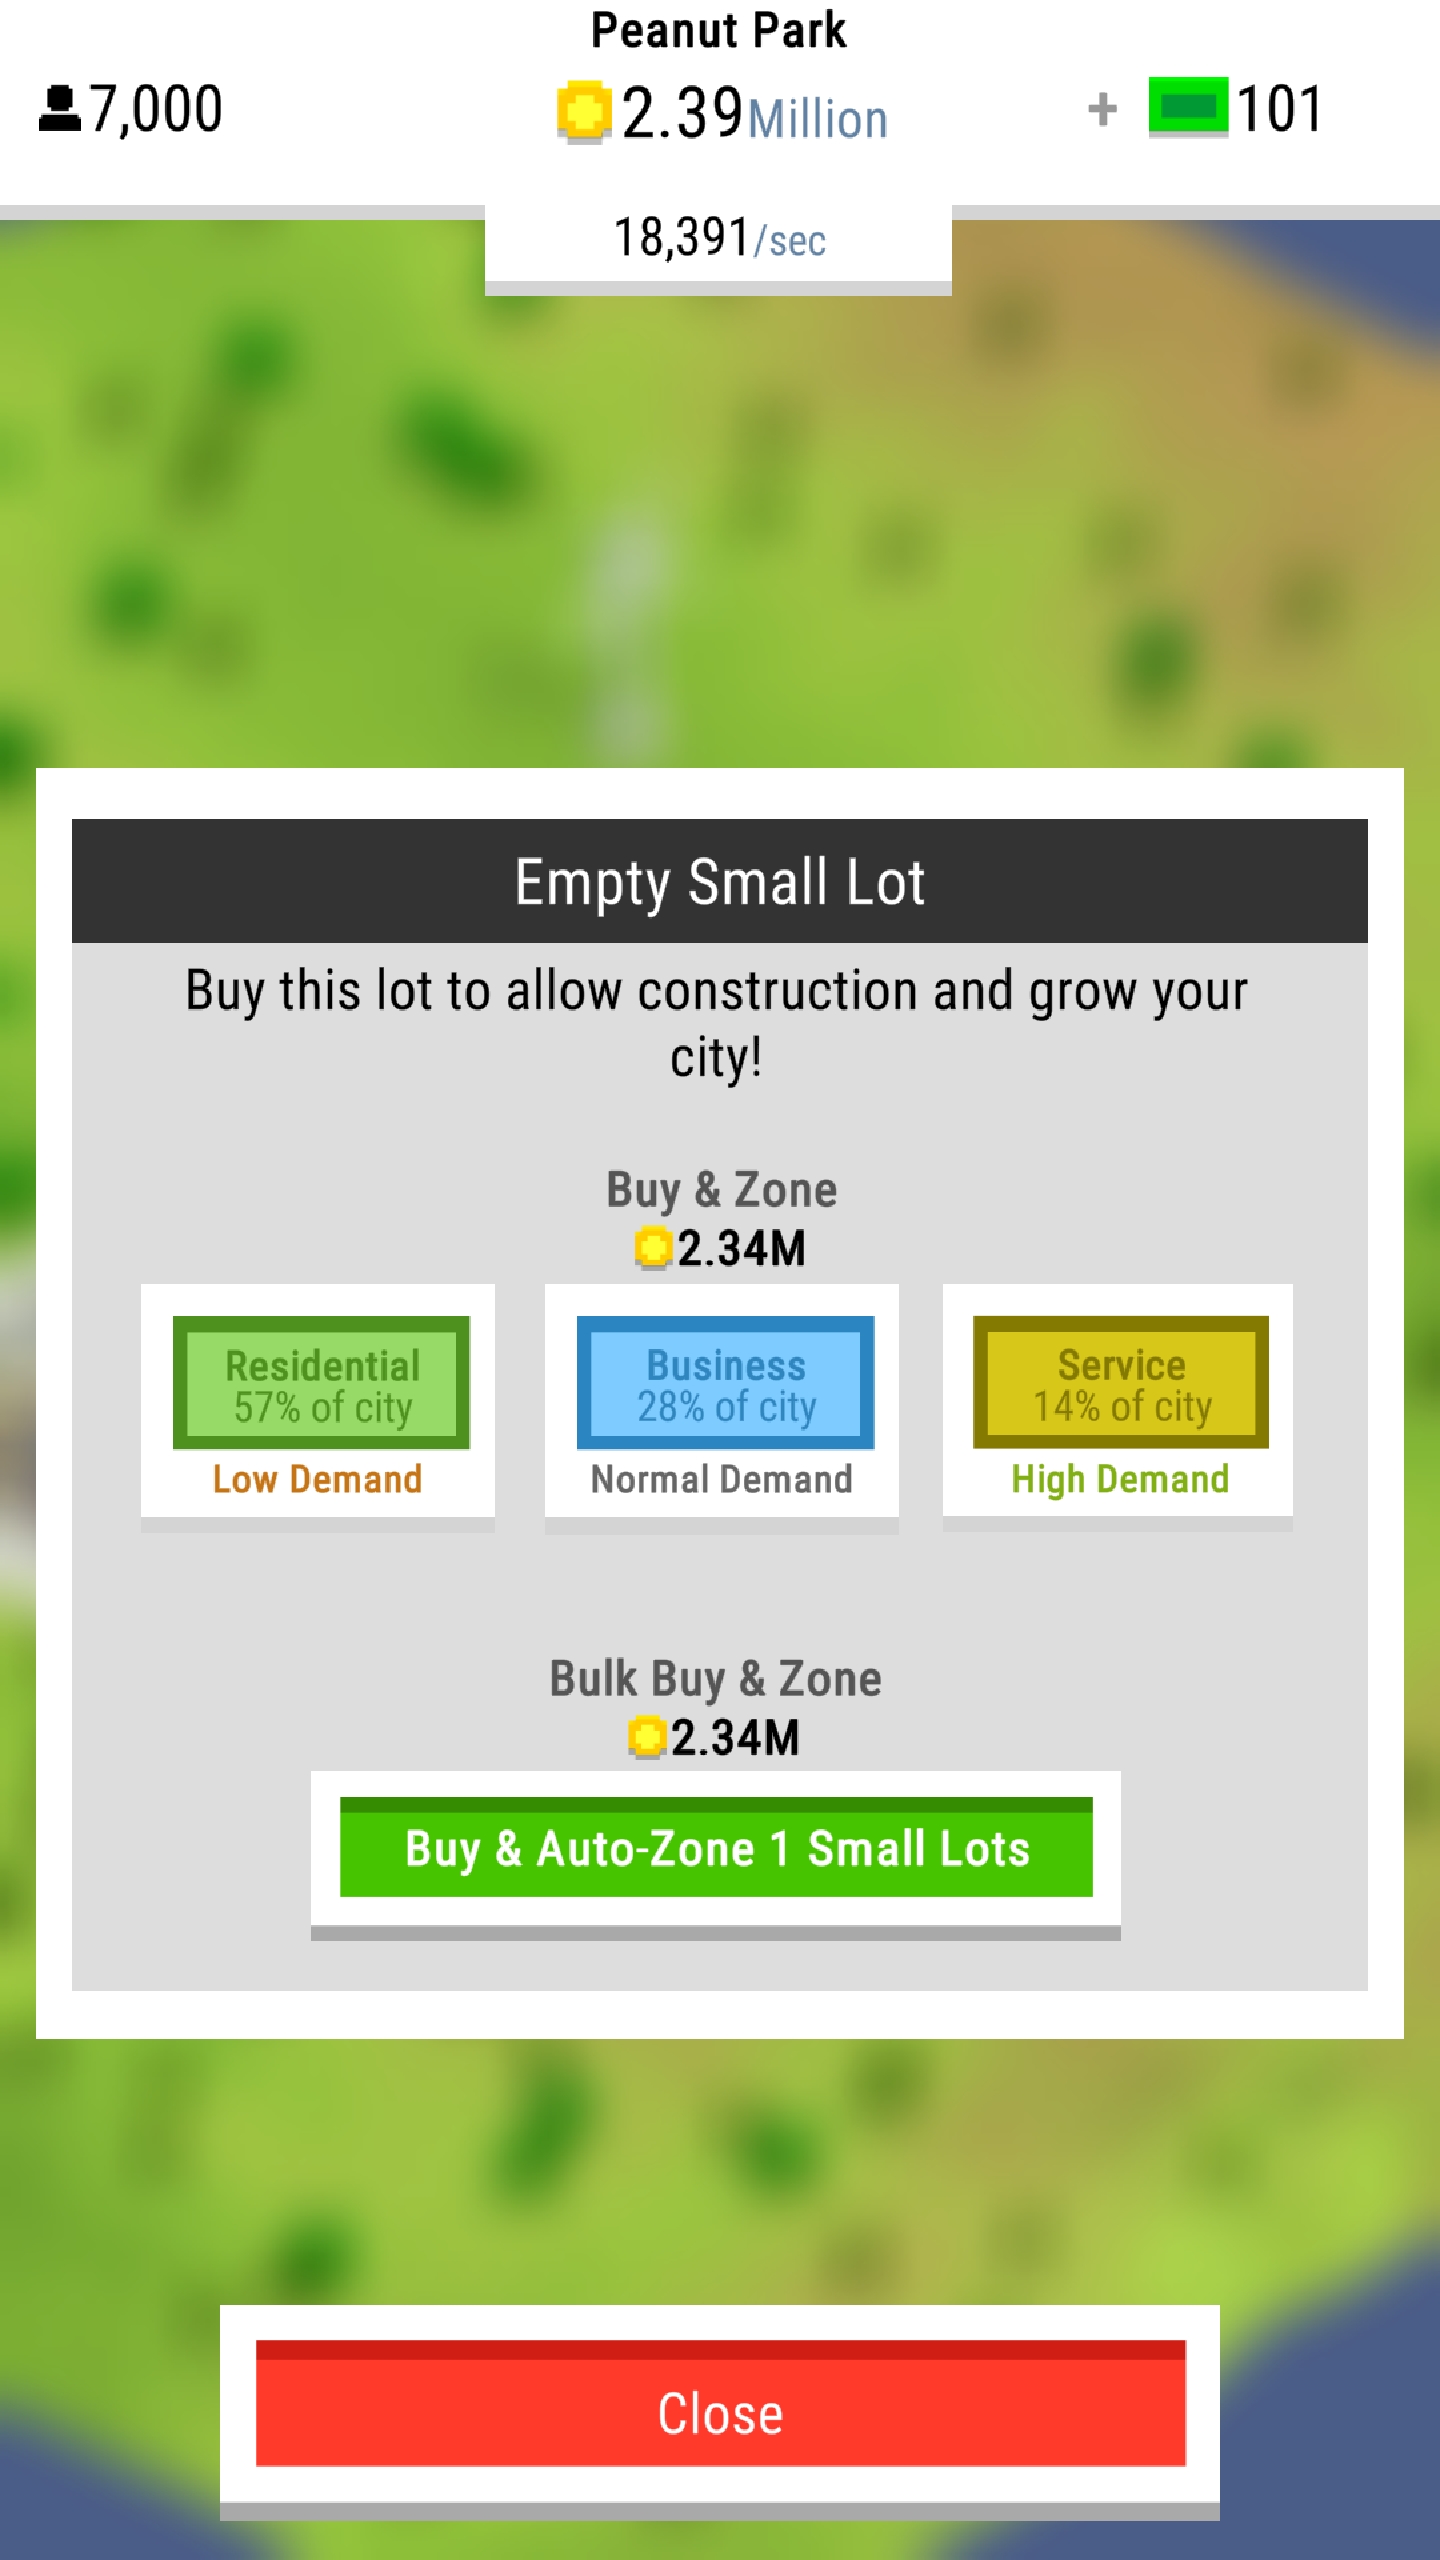 Peanut Park
7,000
2.39Million
+ 101
18,391/sec
Empty Small Lot
Buy this lot to allow construction and grow your
city!
Buy & Zone
2.34M
Residential
57% of city
Low Demand
Business
28% of city
Normal Demand
Service
14% of city
High Demand
Bulk Buy & Zone
2.34M
Buy & Auto-Zone 1 Small Lots
Close